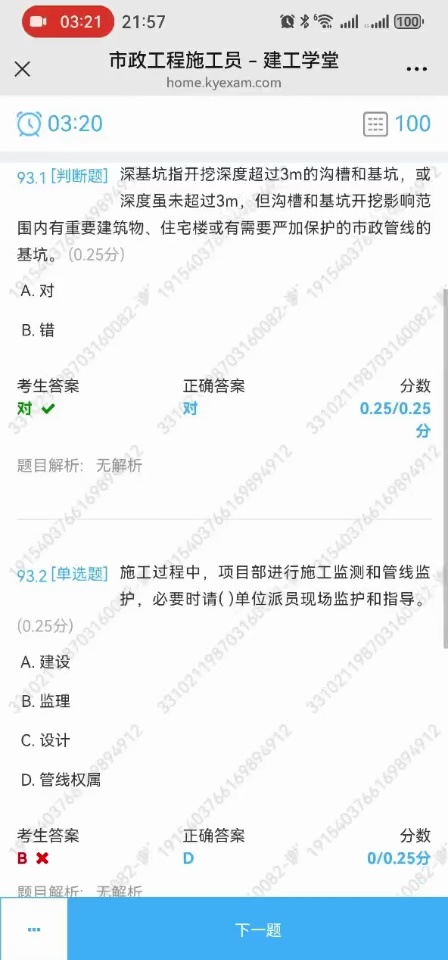 03:21 21:57 6 100
市政工程施工员 – 建工学堂
home.kyexam.com
03:20 100
93.1 [判断题] 深基坑指开挖深度超过3m的沟槽和基坑，或
深度虽未超过3m，但沟槽和基坑开挖影响范
围内有重要建筑物、住宅楼或有需要严加保护的市政管线的
基坑。 (0.25分)
A. 对
B. 错
考生答案 正确答案 分数
对 对 0.25/0.25
分
题目解析: 无解析
93.2 [单选题] 施工过程中，项目部进行施工监测和管线监
护，必要时请( )单位派员现场监护和指导。
(0.25分)
A. 建设
B. 监理
C. 设计
D. 管线权属
考生答案 正确答案 分数
B D 0/0.25分
题目解析: 无解析
... 下一题
331021198703160082-
1915403766169894912